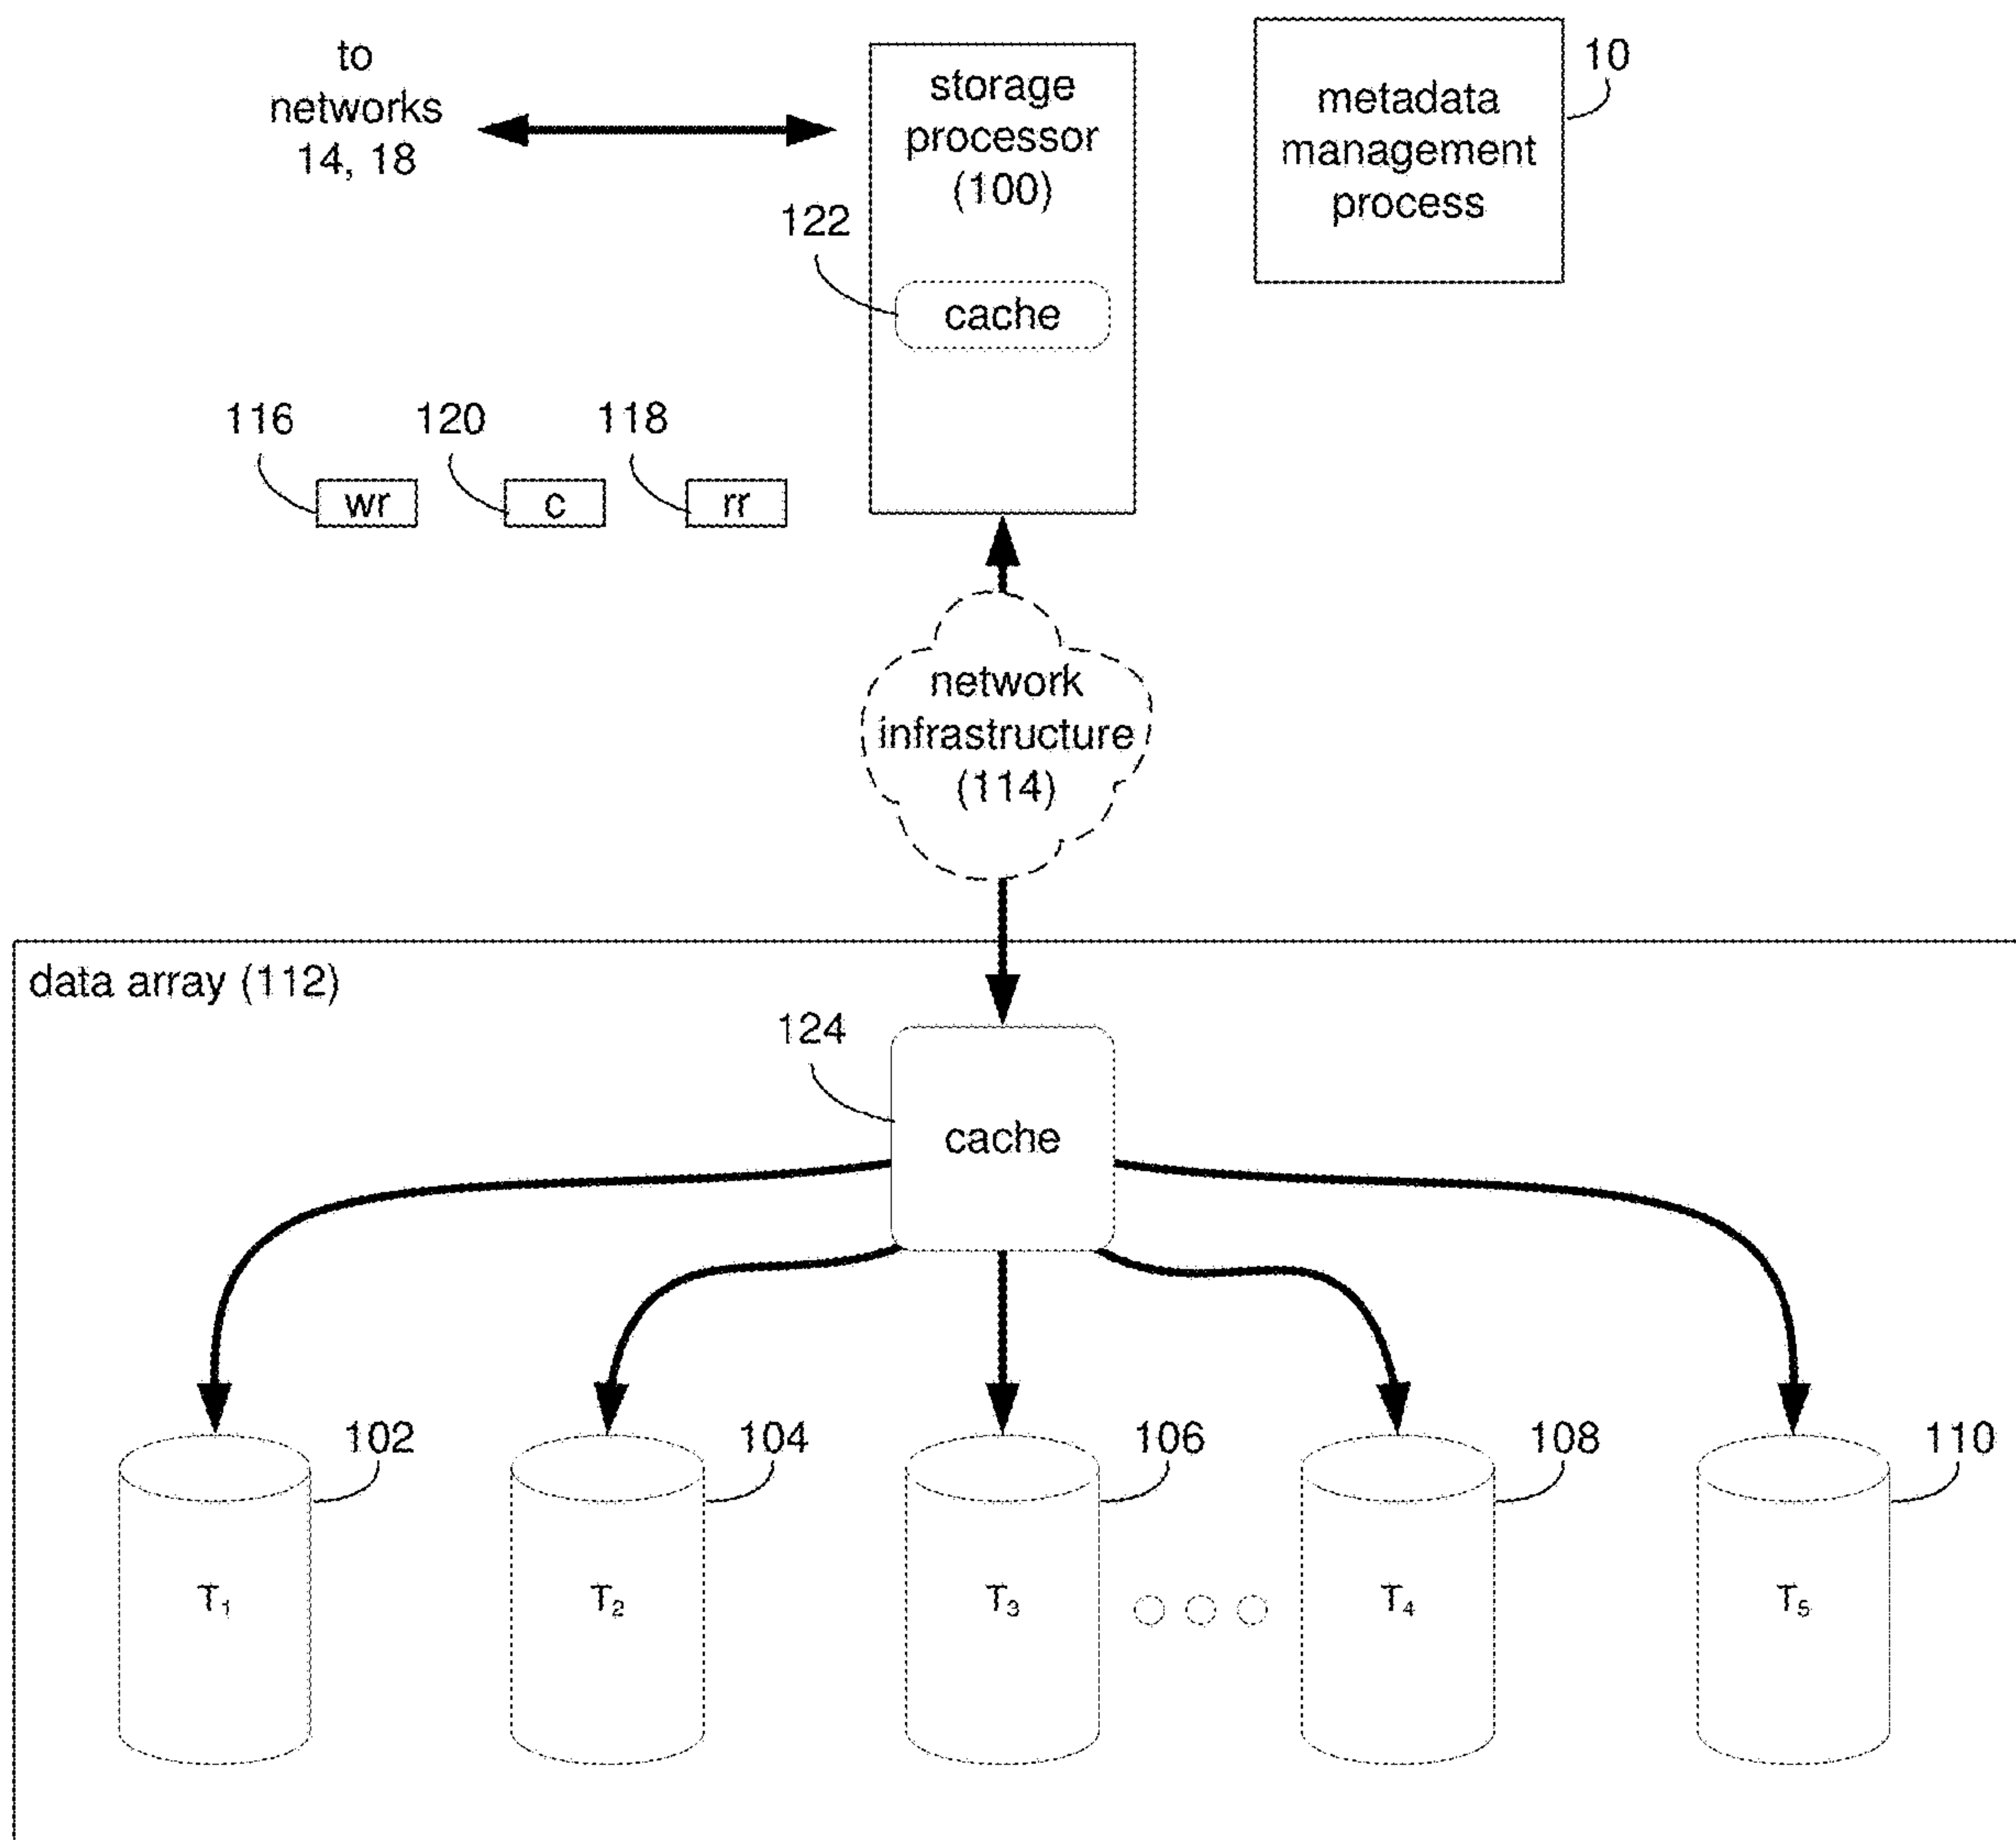 to
networks
14, 18
storage
processor
(100)
122
cache
metadata
management
process
10
116
120
118
wr
c
rr
network
infrastructure
(114)
data array (112)
124
cache
102
104
106
108
110
T₁
T₂
T₃
T₄
T₅